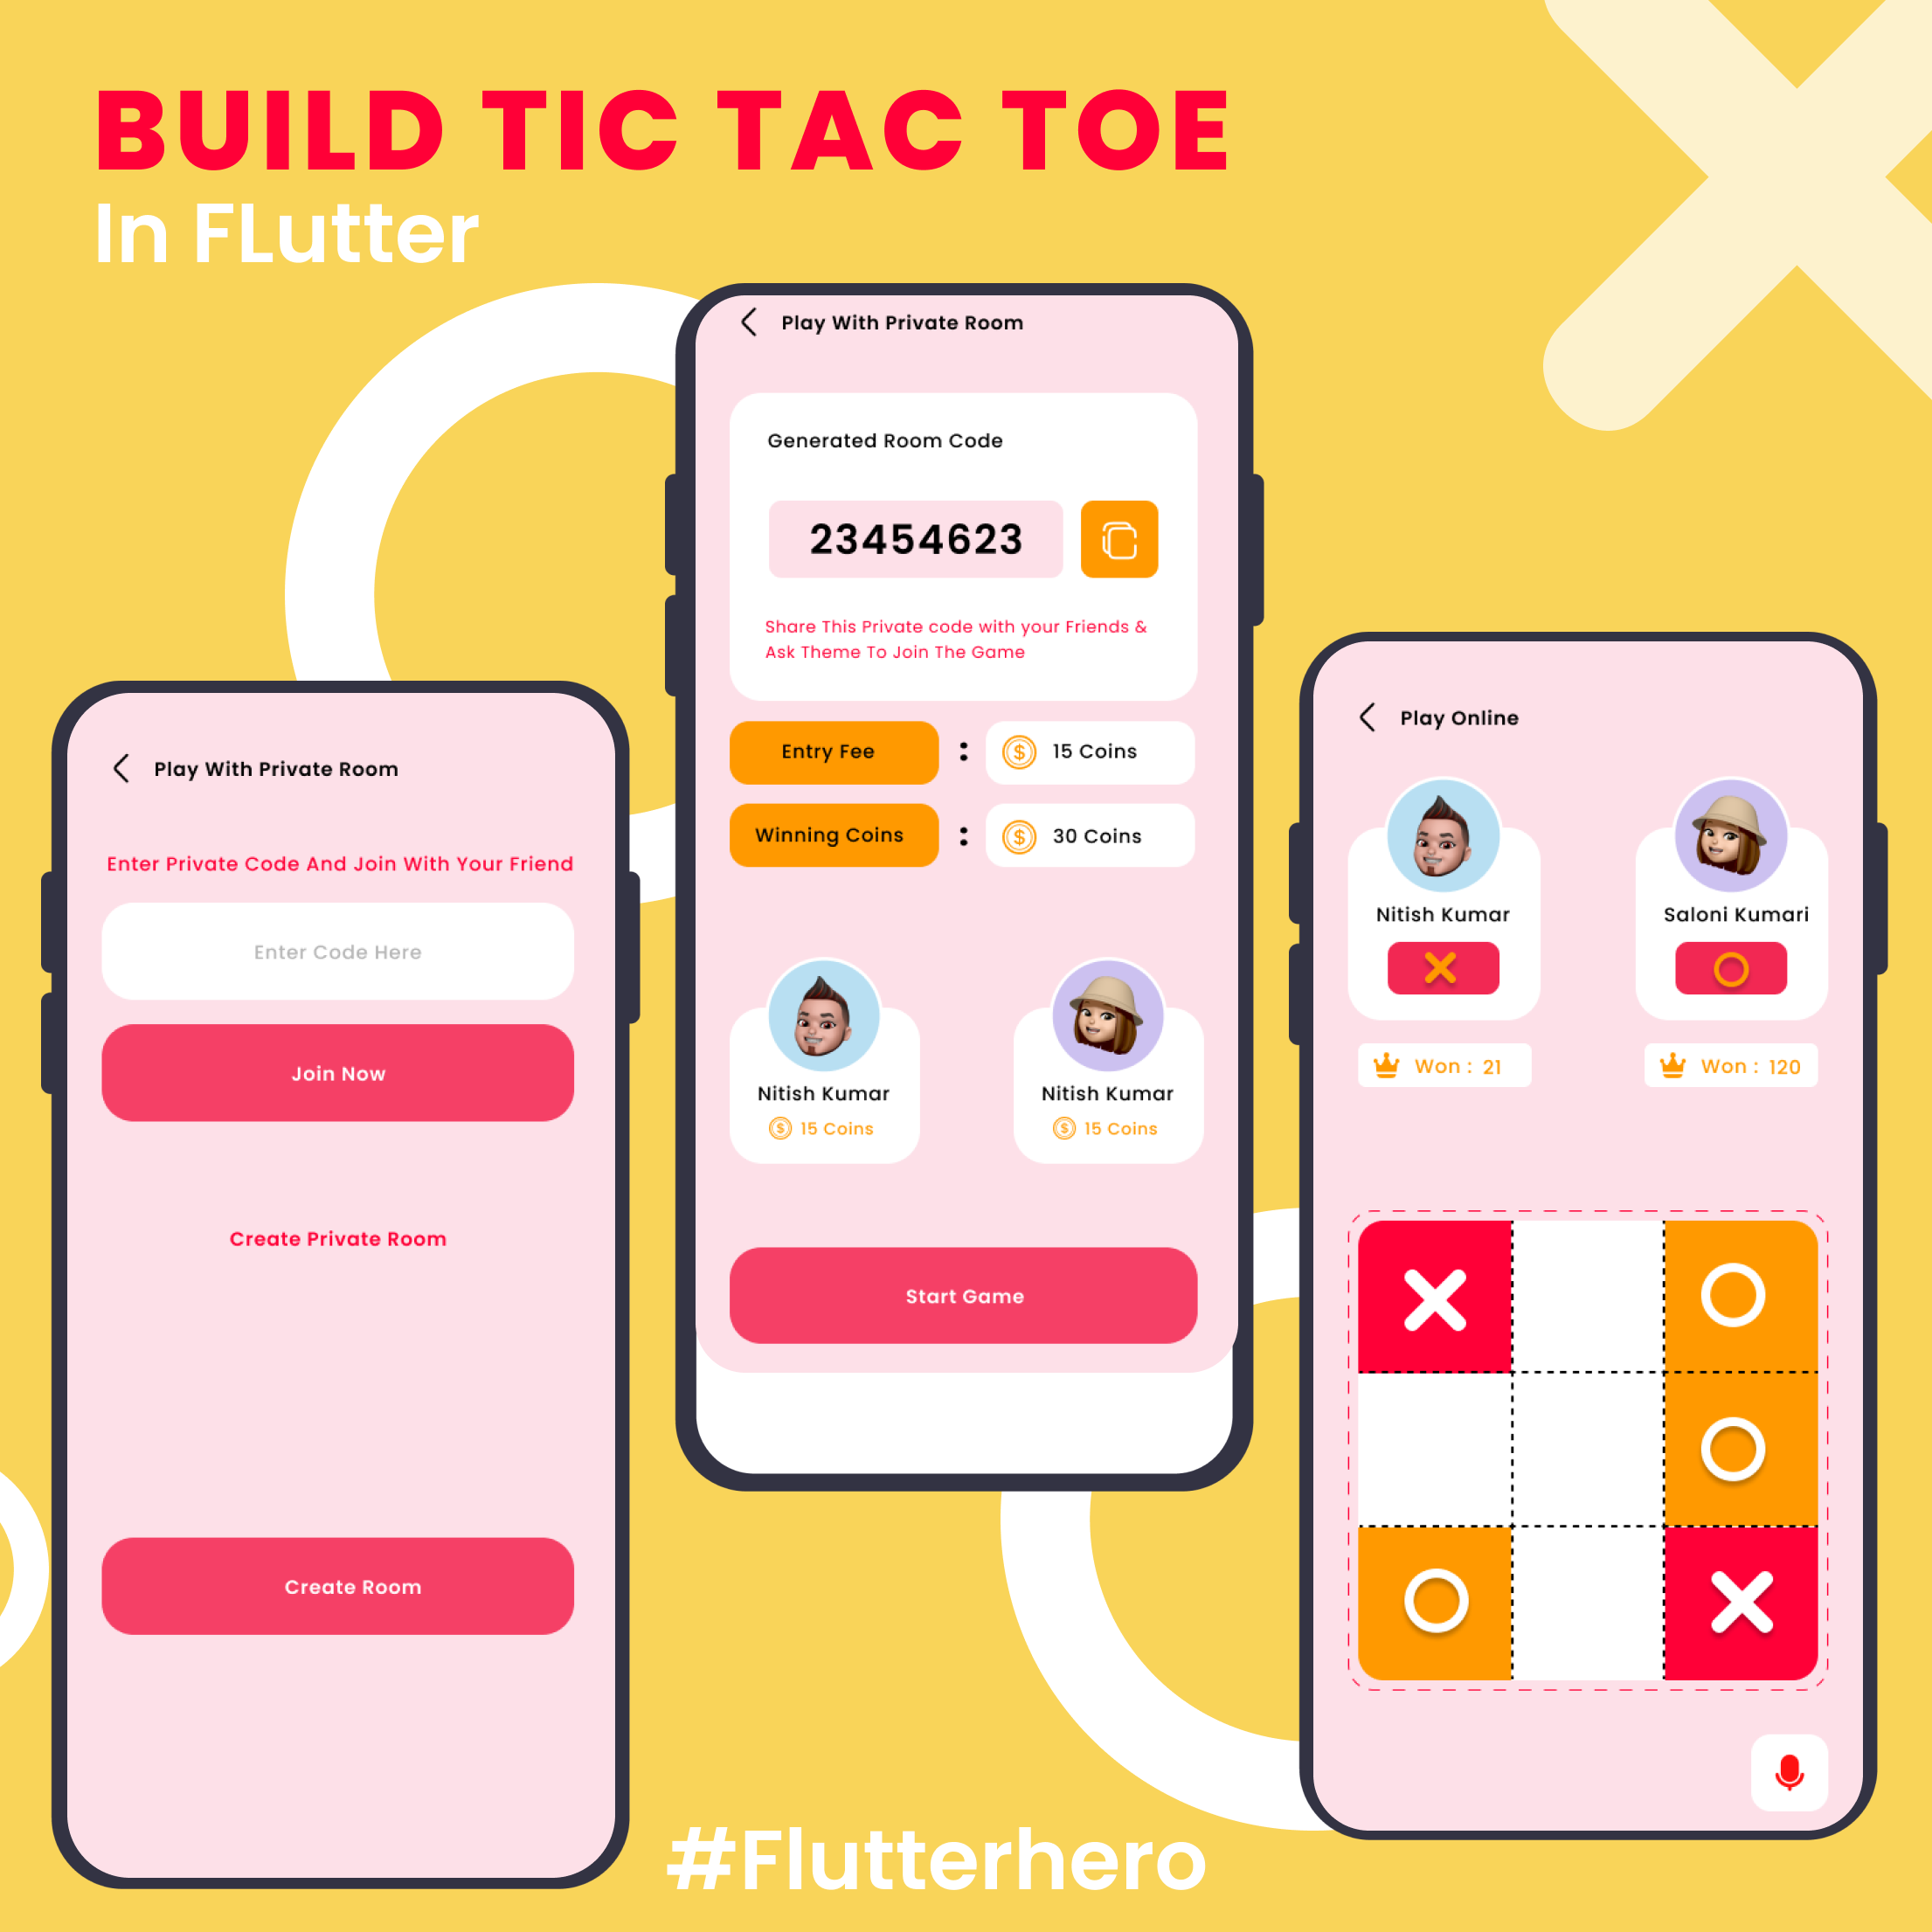 BUILD TIC TAC TOE
In FLutter
Play With Private Room
Enter Private Code And Join With Your Friend
Enter Code Here
Join Now
Create Private Room
Create Room
Play With Private Room
Generated Room Code
23454623
Share This Private code with your Friends &
Ask Theme To Join The Game
Entry Fee : $ 15 Coins
Winning Coins : $ 30 Coins
Nitish Kumar
$ 15 Coins
Nitish Kumar
$ 15 Coins
Start Game
Play Online
Nitish Kumar
Won : 21
Saloni Kumari
Won : 120
#Flutterhero